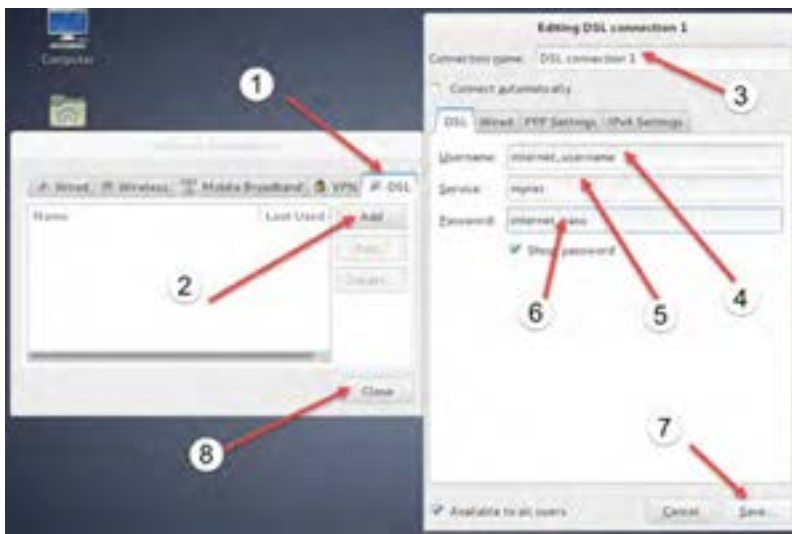 Computer
Wired Wireless Mobile Broadband VPN DSL
Name Last Used Add
Close
Editing DSL connection 1
Connection name: DSL connection 1
Connect automatically
DSL Wired PPP Settings IPv4 Settings
Username: internet_username
Service: mynet
Password: internet_pass
Show password
Available to all users Cancel Save...
1
2
3
4
5
6
7
8